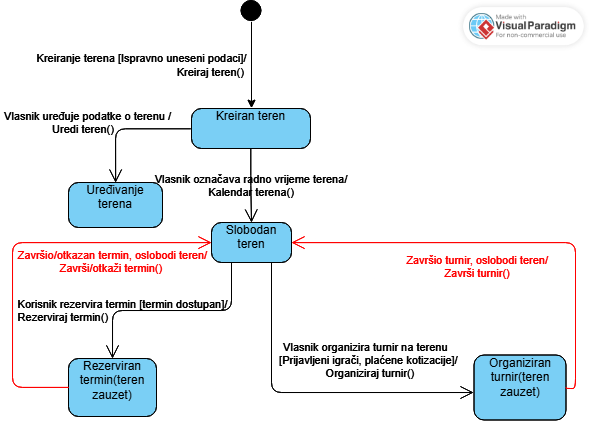 Made with
Visual Paradigm
For non-commercial use
Kreiranje terena [Ispravno uneseni podaci]/
Kreiraj teren()
Kreiran teren
Vlasnik uređuje podatke o terenu /
Uredi teren()
Vlasnik označava radno vrijeme terena/
Kalendar terena()
Uređivanje
terena
Slobodan
teren
Završio/otkazan termin, oslobodi teren/
Završi/otkaži termin()
Završio turnir, oslobodi teren/
Završi turnir()
Korisnik rezervira termin [termin dostupan]/
Rezerviraj termin()
Vlasnik organizira turnir na terenu
[Prijavljeni igrači, plaćene kotizacije]/
Organiziraj turnir()
Rezerviran
termin(teren
zauzet)
Organiziran
turnir(teren
zauzet)